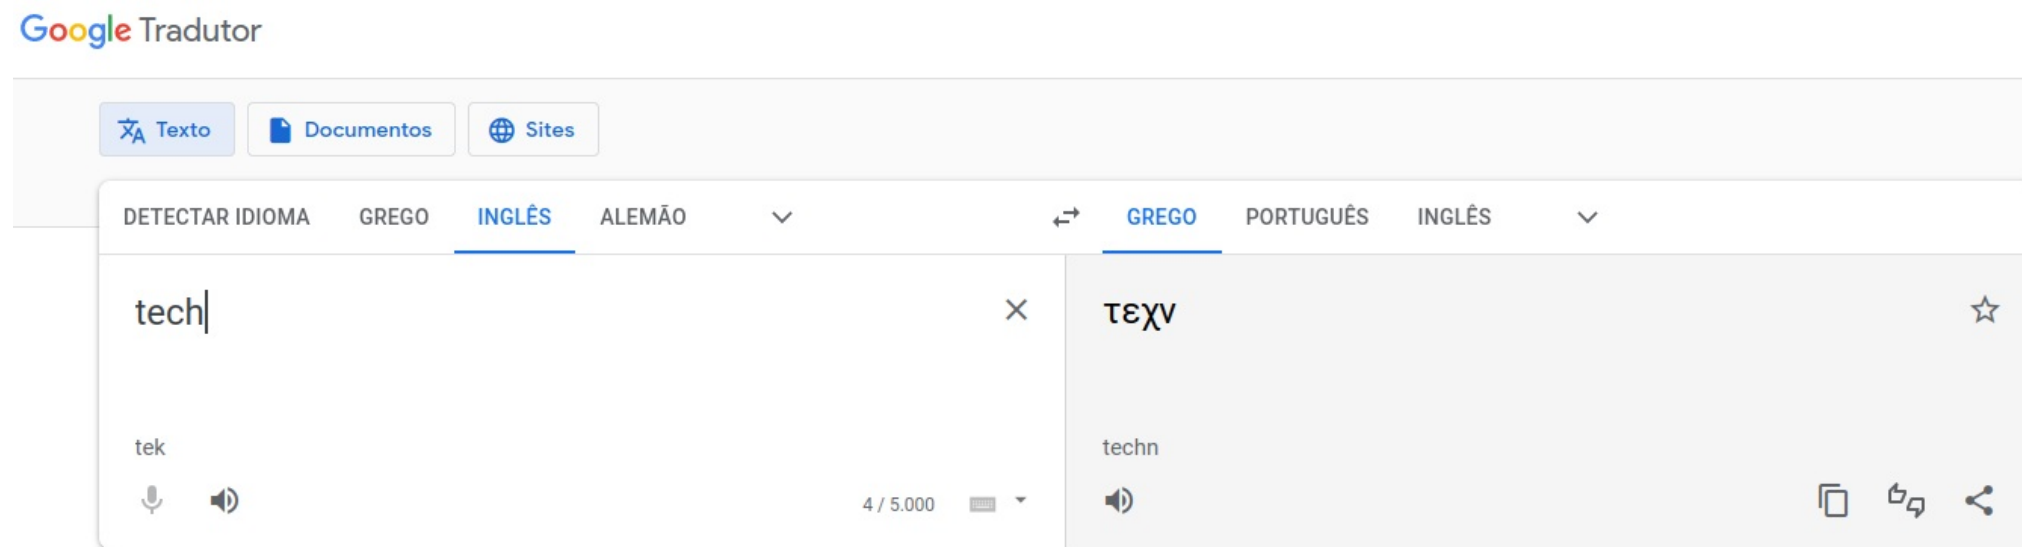 Google Tradutor
Texto Documentos Sites
DETECTAR IDIOMA GREGO INGLÊS ALEMÃO GREGO PORTUGUÊS INGLÊS
tech τεχν
tek techn
4 / 5.000